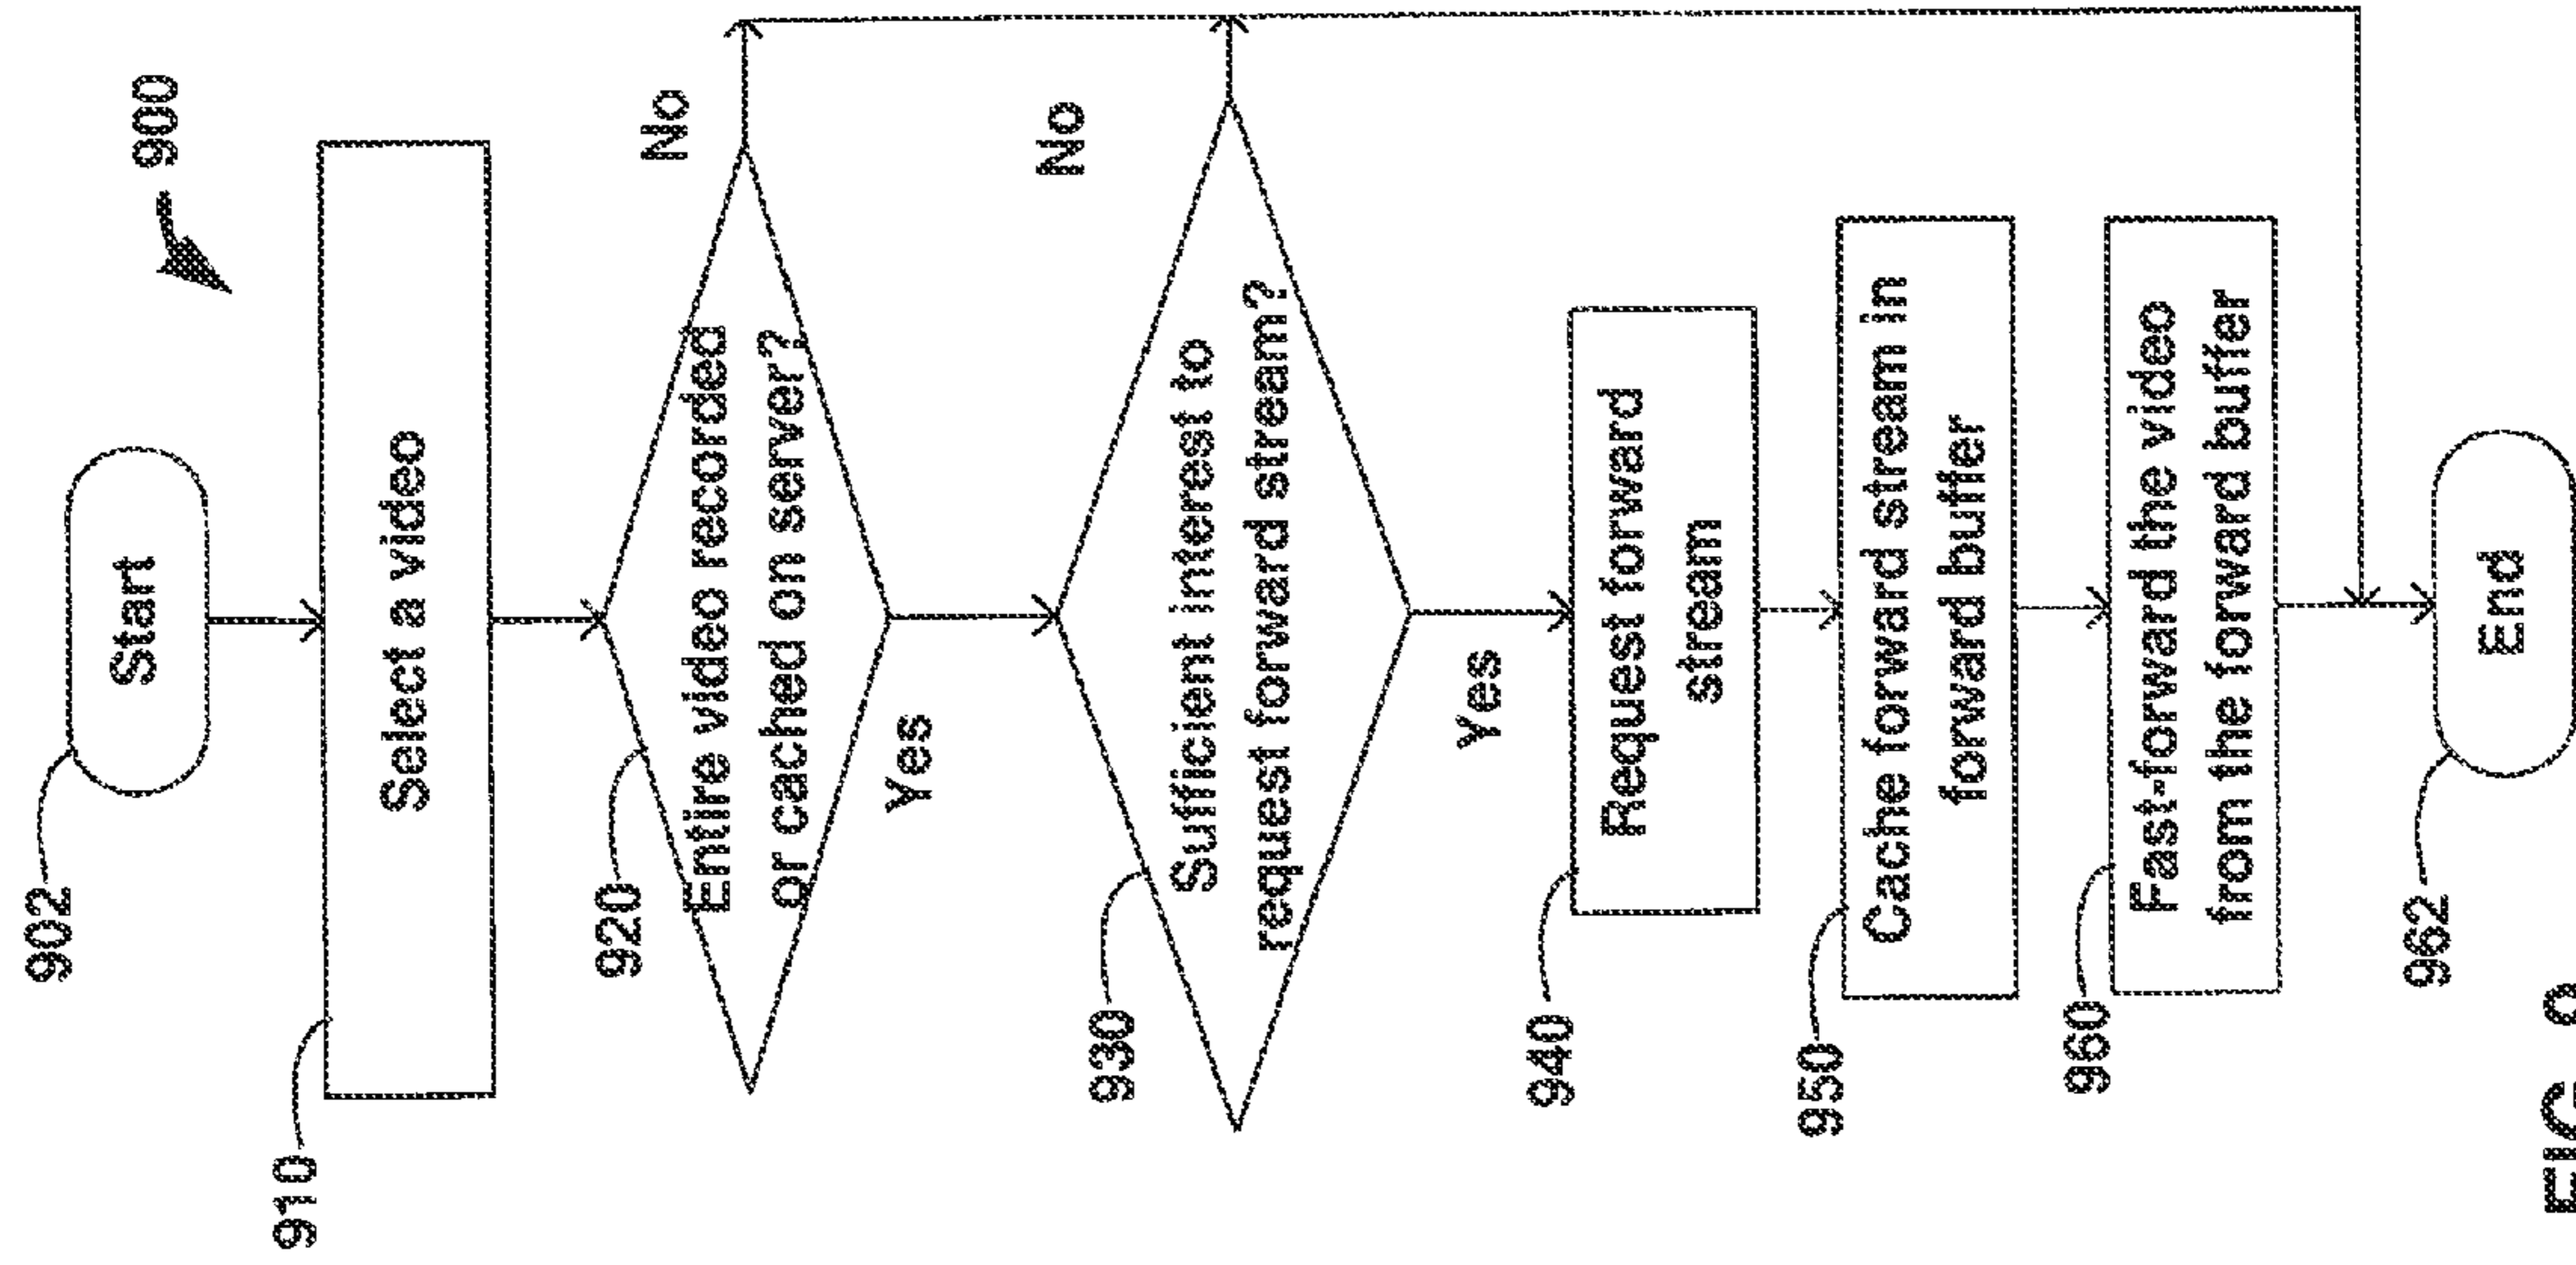 900
902
Start
910
Select a video
920
Entire video recorded
or cached on server?
No
Yes
930
Sufficient interest to
request forward stream?
No
Yes
940
Request forward
stream
950
Cache forward stream in
forward buffer
960
Fast-forward the video
from the forward buffer
962
End
FIG.